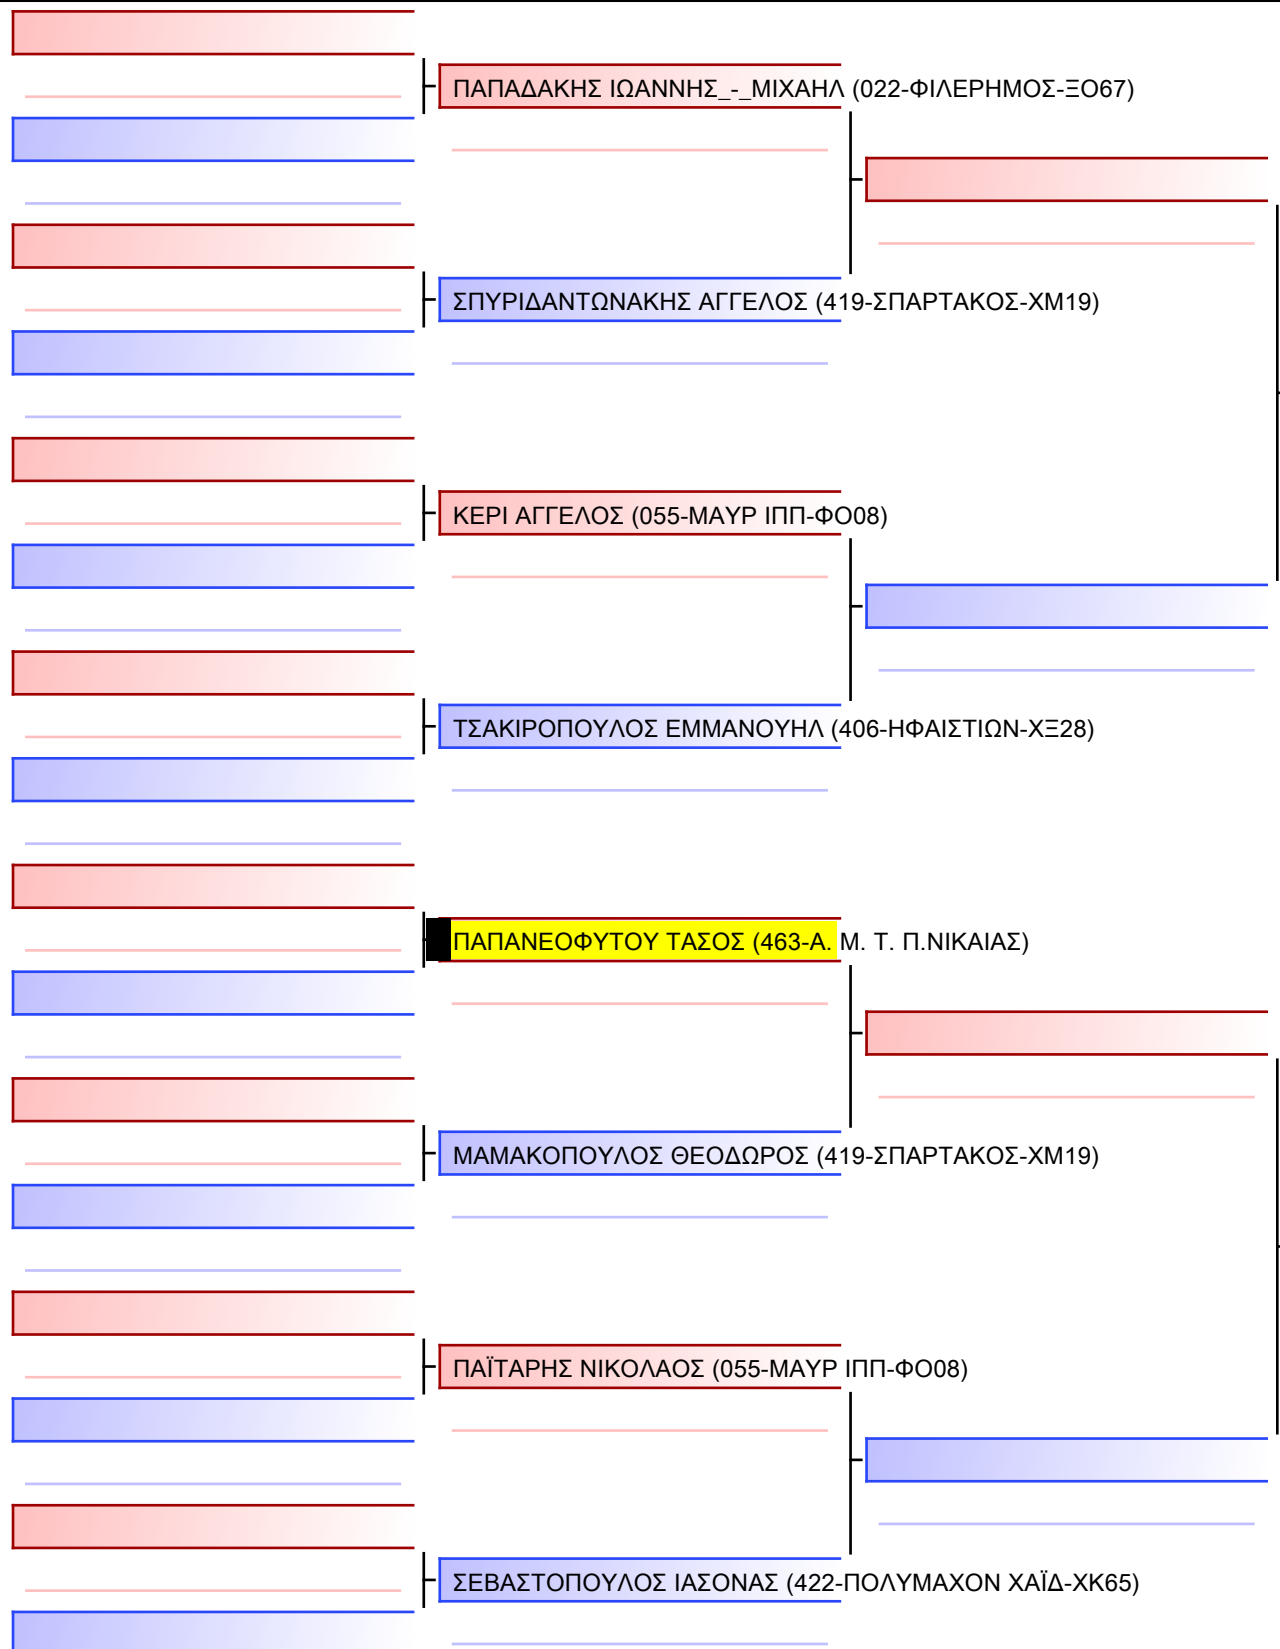 ΠΑΠΑΔΑΚΗΣ ΙΩΑΝΝΗΣ_-_ΜΙΧΑΗΛ (022-ΦΙΛΕΡΗΜΟΣ-ΞΟ67)
ΣΠΥΡΙΔΑΝΤΩΝΑΚΗΣ ΑΓΓΕΛΟΣ (419-ΣΠΑΡΤΑΚΟΣ-ΧΜ19)
ΚΕΡΙ ΑΓΓΕΛΟΣ (055-ΜΑΥΡ ΙΠΠ-ΦΟ08)
ΤΣΑΚΙΡΟΠΟΥΛΟΣ ΕΜΜΑΝΟΥΗΛ (406-ΗΦΑΙΣΤΙΩΝ-ΧΞ28)
ΠΑΠΑΝΕΟΦΥΤΟΥ ΤΑΣΟΣ (463-Α. Μ. Τ. Π.ΝΙΚΑΙΑΣ)
ΜΑΜΑΚΟΠΟΥΛΟΣ ΘΕΟΔΩΡΟΣ (419-ΣΠΑΡΤΑΚΟΣ-ΧΜ19)
ΠΑΪΤΑΡΗΣ ΝΙΚΟΛΑΟΣ (055-ΜΑΥΡ ΙΠΠ-ΦΟ08)
ΣΕΒΑΣΤΟΠΟΥΛΟΣ ΙΑΣΟΝΑΣ (422-ΠΟΛΥΜΑΧΟΝ ΧΑΪΔ-ΧΚ65)